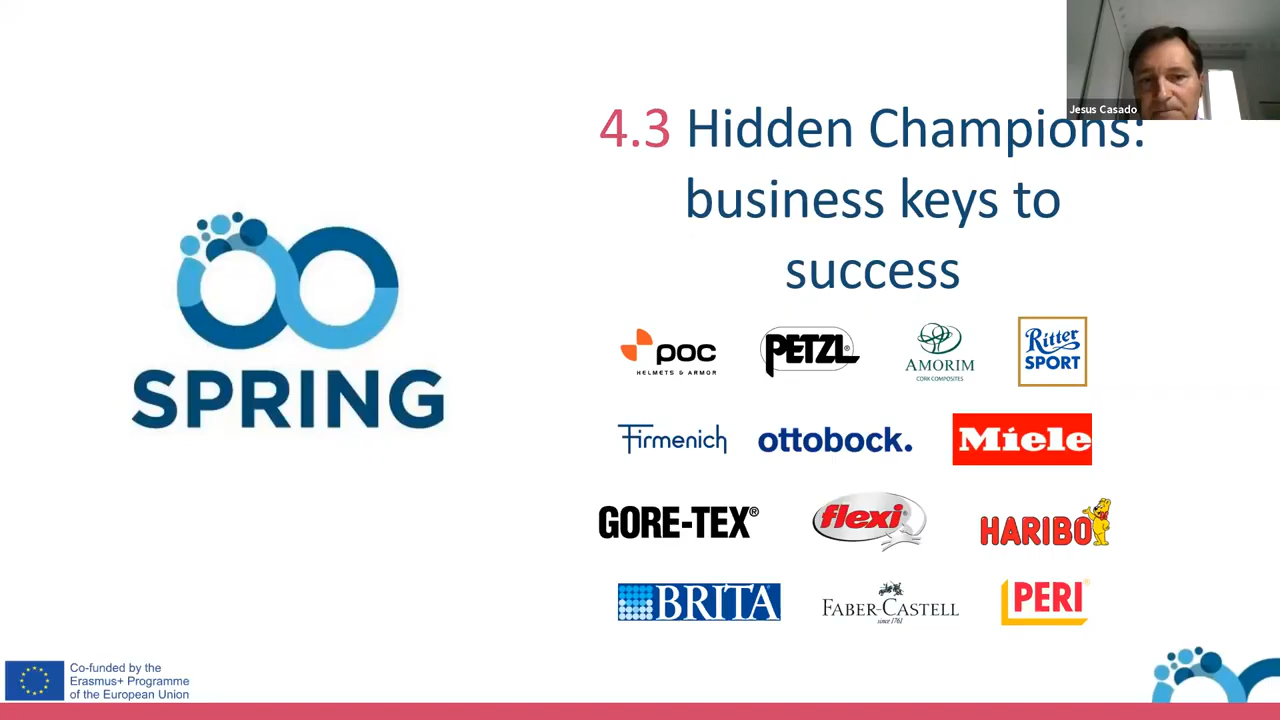 Jesus Casado
4.3 Hidden Champions:
business keys to
success
SPRING
poc
HELMETS & ARMOR
PETZL®
AMORIM
CORK COMPOSITES
Ritter
SPORT
Firmenich
ottobock.
Miele
GORE-TEX®
flexi
HARIBO
BRITA
FABER-CASTELL
since 1761
PERI®
Co-funded by the
Erasmus+ Programme
of the European Union